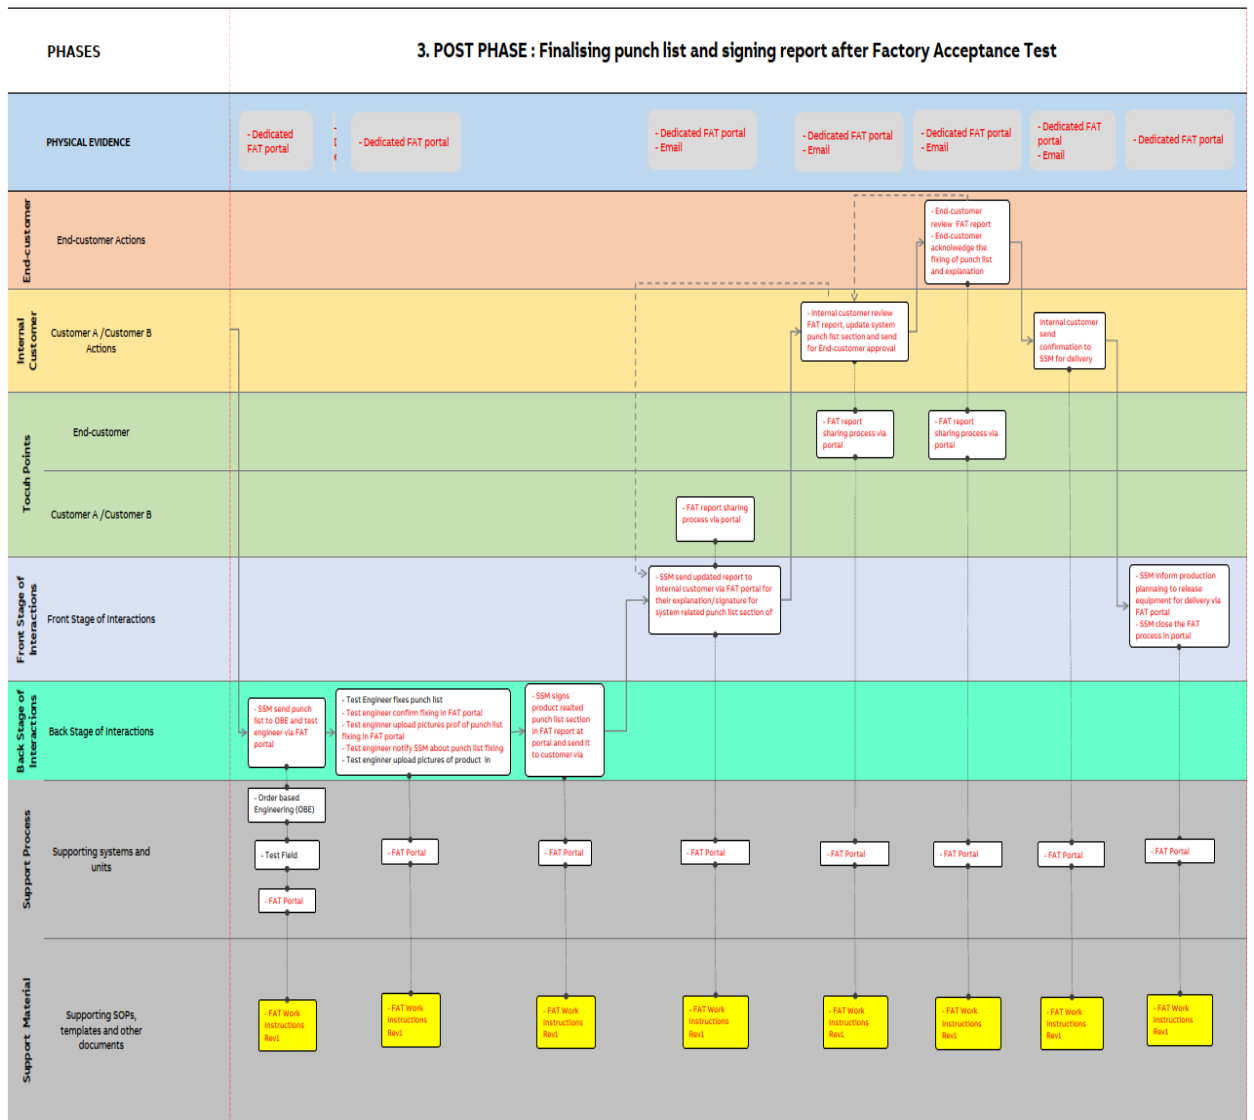 PHASES
3. POST PHASE : Finalising punch list and signing report after Factory Acceptance Test
PHYSICAL EVIDENCE
- Dedicated
FAT portal
- Dedicated FAT portal
- Dedicated FAT portal
- Email
- Dedicated FAT portal
- Email
- Dedicated FAT portal
- Email
- Dedicated FAT
portal
- Email
- Dedicated FAT portal
End-customer
End-customer Actions
- End-customer
review FAT report
- End-customer
acknolwedge the
fixing of punch list
and explanation
Internal
Customer
Customer A /Customer B
Actions
- Internal customer review
FAT report, update system
punch list section and send
for End-customer approval
Internal customer
send
confirmation to
SSM for delivery
Tocuh Points
End-customer
- FAT report
sharing process via
portal
- FAT report
sharing process via
portal
Customer A /Customer B
- FAT report sharing
process via portal
Front Stage of
Interactions
Front Stage of Interactions
- SSM send updated report to
internal customer via FAT portal for
their explanation/signature for
system related punch list section of
- SSM inform production
plannaing to release
equipment for delivery via
FAT portal
- SSM close the FAT
process in portal
Back Stage of
Interactions
Back Stage of Interactions
- SSM send punch
list to OBE and test
engineer via FAT
portal
- Test Engineer fixes punch list
- Test engineer confirm fixing in FAT portal
- Test enginner upload pictures prof of punch list
fixing in FAT portal
- Test engineer notify SSM about punch list fixing
- Test enginner upload pictures of product in
- SSM signs
product realted
punch list section
in FAT report at
portal and send it
to customer via
Support Process
Supporting systems and
units
- Order based
Engineering (OBE)
- Test Field
- FAT Portal
- FAT Portal
- FAT Portal
- FAT Portal
- FAT Portal
- FAT Portal
- FAT Portal
- FAT Portal
Support Material
Supporting SOPs,
templates and other
documents
- FAT Work
Instructions
Rev1
- FAT Work
Instructions
Rev1
- FAT Work
Instructions
Rev1
- FAT Work
Instructions
Rev1
- FAT Work
Instructions
Rev1
- FAT Work
Instructions
Rev1
- FAT Work
Instructions
Rev1
- FAT Work
Instructions
Rev1